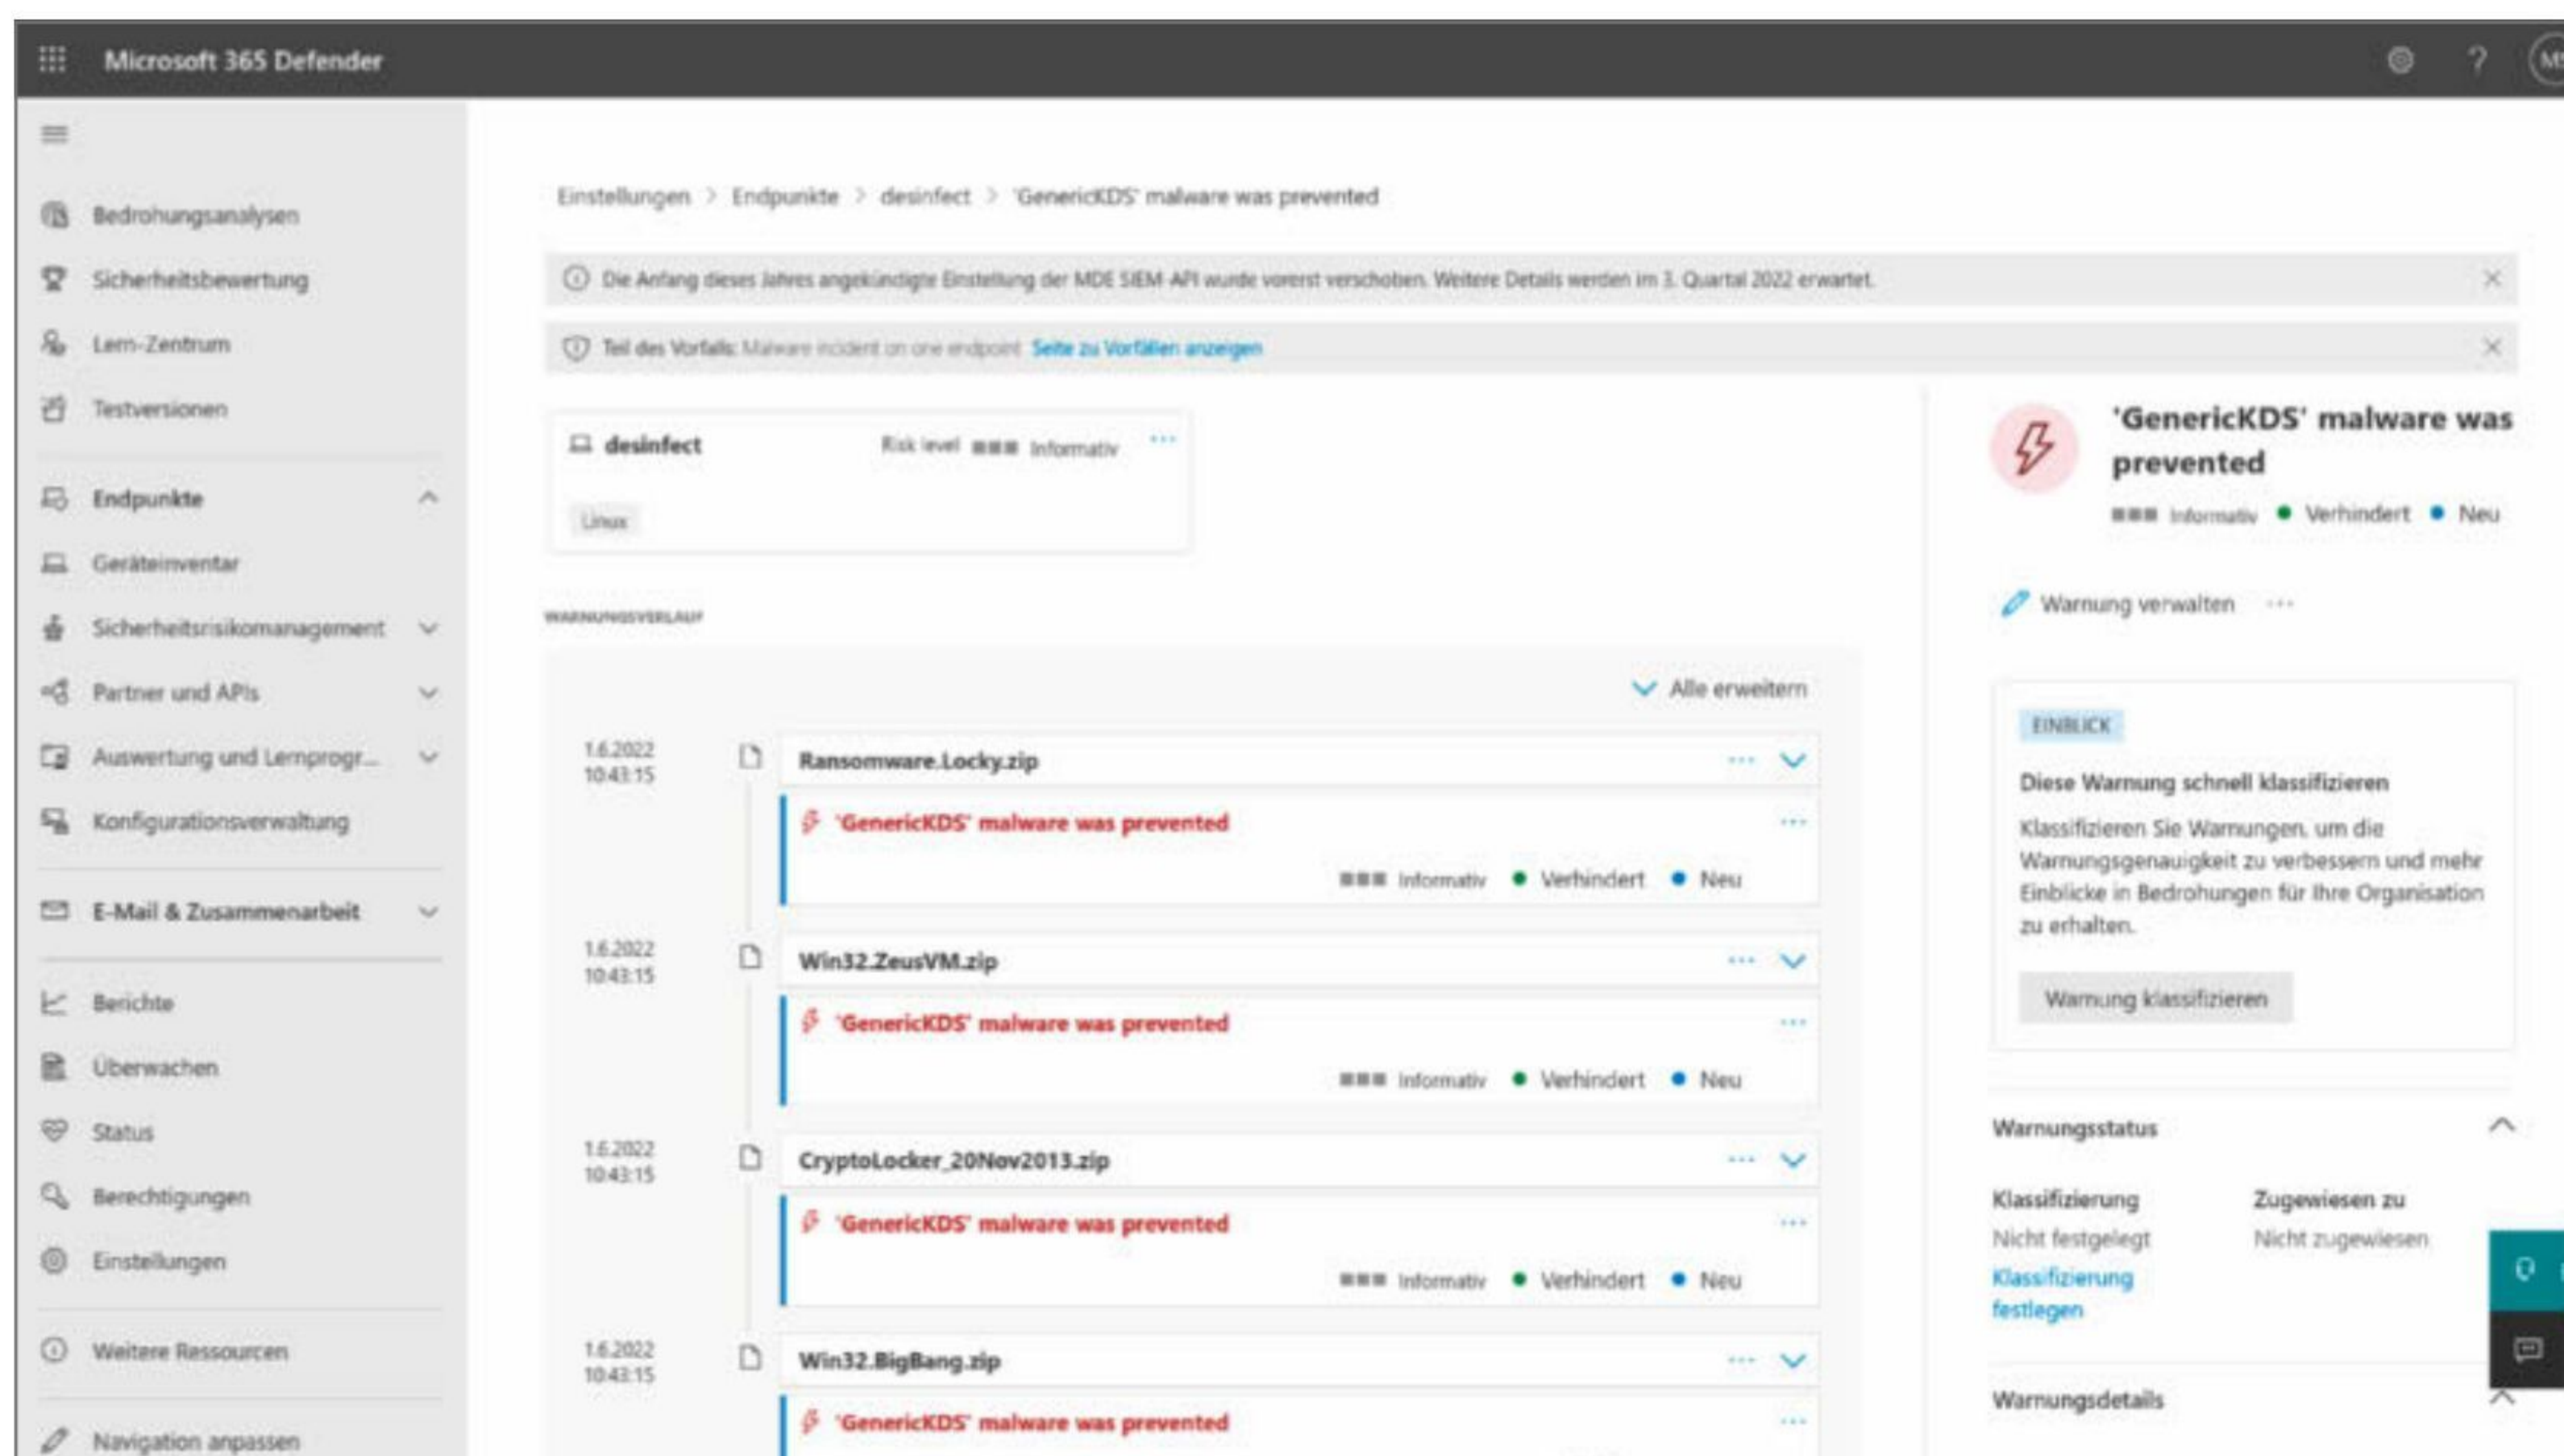 Microsoft 365 Defender
?
Bedrohungsanalysen
Sicherheitsbewertung
Lern-Zentrum
Testversionen
Endpunkte
Geräteinventar
Sicherheitsrisikomanagement
Partner und APIs
Auswertung und Lernprogr...
Konfigurationsverwaltung
E-Mail & Zusammenarbeit
Berichte
Überwachen
Status
Berechtigungen
Einstellungen
Weitere Ressourcen
Navigation anpassen
Einstellungen > Endpunkte > desinfect > 'GenericKDS' malware was prevented
Die Anfang dieses Jahres angekündigte Einstellung der MDE SIEM-API wurde vorerst verschoben. Weitere Details werden im 3. Quartal 2022 erwartet.
Teil des Vorfalls: Malware incident on one endpoint Seite zu Vorfällen anzeigen
desinfect Risk level Informativ ...
Linux
WARNUNGSVERLAUF
Alle erweitern
1.6.2022
10:43:15
Ransomware.Locky.zip ...
'GenericKDS' malware was prevented ...
Informativ Verhindert Neu
1.6.2022
10:43:15
Win32.ZeusVM.zip ...
'GenericKDS' malware was prevented ...
Informativ Verhindert Neu
1.6.2022
10:43:15
CryptoLocker_20Nov2013.zip ...
'GenericKDS' malware was prevented ...
Informativ Verhindert Neu
1.6.2022
10:43:15
Win32.BigBang.zip ...
'GenericKDS' malware was prevented ...
'GenericKDS' malware was
prevented
Informativ Verhindert Neu
Warnung verwalten ...
EINBLICK
Diese Warnung schnell klassifizieren
Klassifizieren Sie Warnungen, um die
Warnungsgenauigkeit zu verbessern und mehr
Einblicke in Bedrohungen für Ihre Organisation
zu erhalten.
Warnung klassifizieren
Warnungsstatus
Klassifizierung Zugewiesen zu
Nicht festgelegt Nicht zugewiesen
Klassifizierung
festlegen
Warnungsdetails